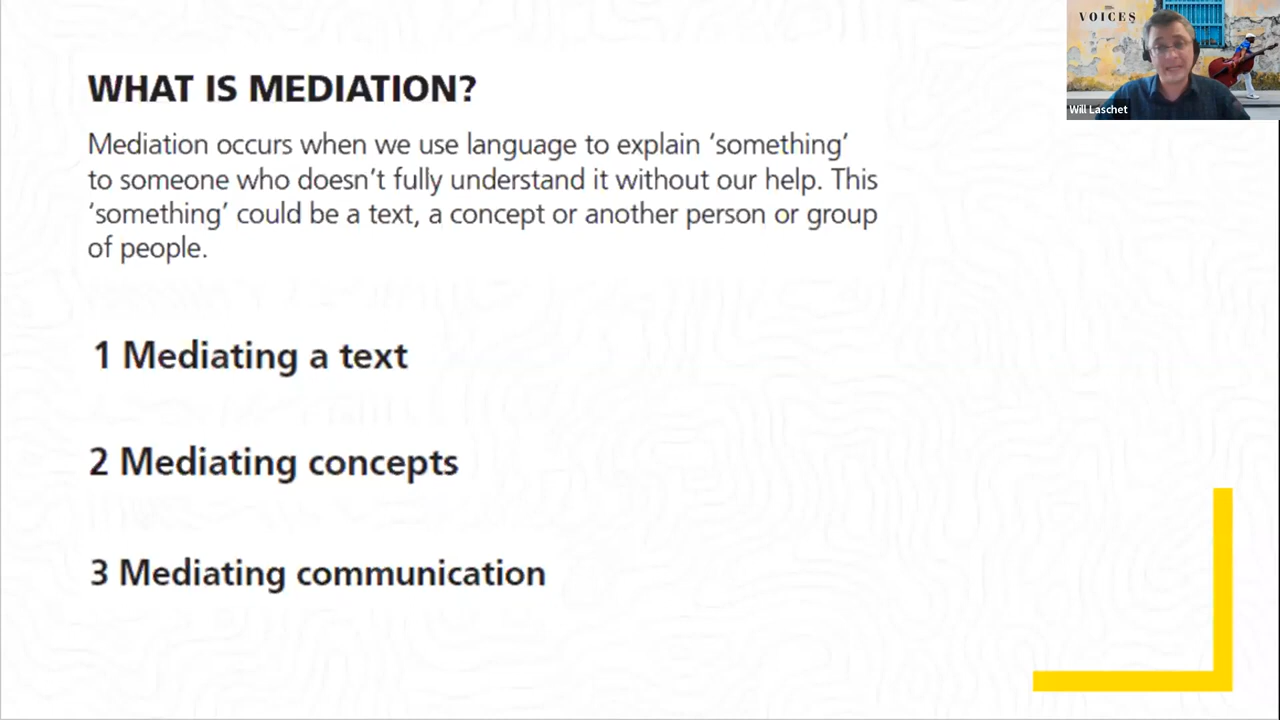 VOICES
Will Laschet
WHAT IS MEDIATION?
Mediation occurs when we use language to explain ‘something’
to someone who doesn’t fully understand it without our help. This
‘something’ could be a text, a concept or another person or group
of people.
1 Mediating a text
2 Mediating concepts
3 Mediating communication